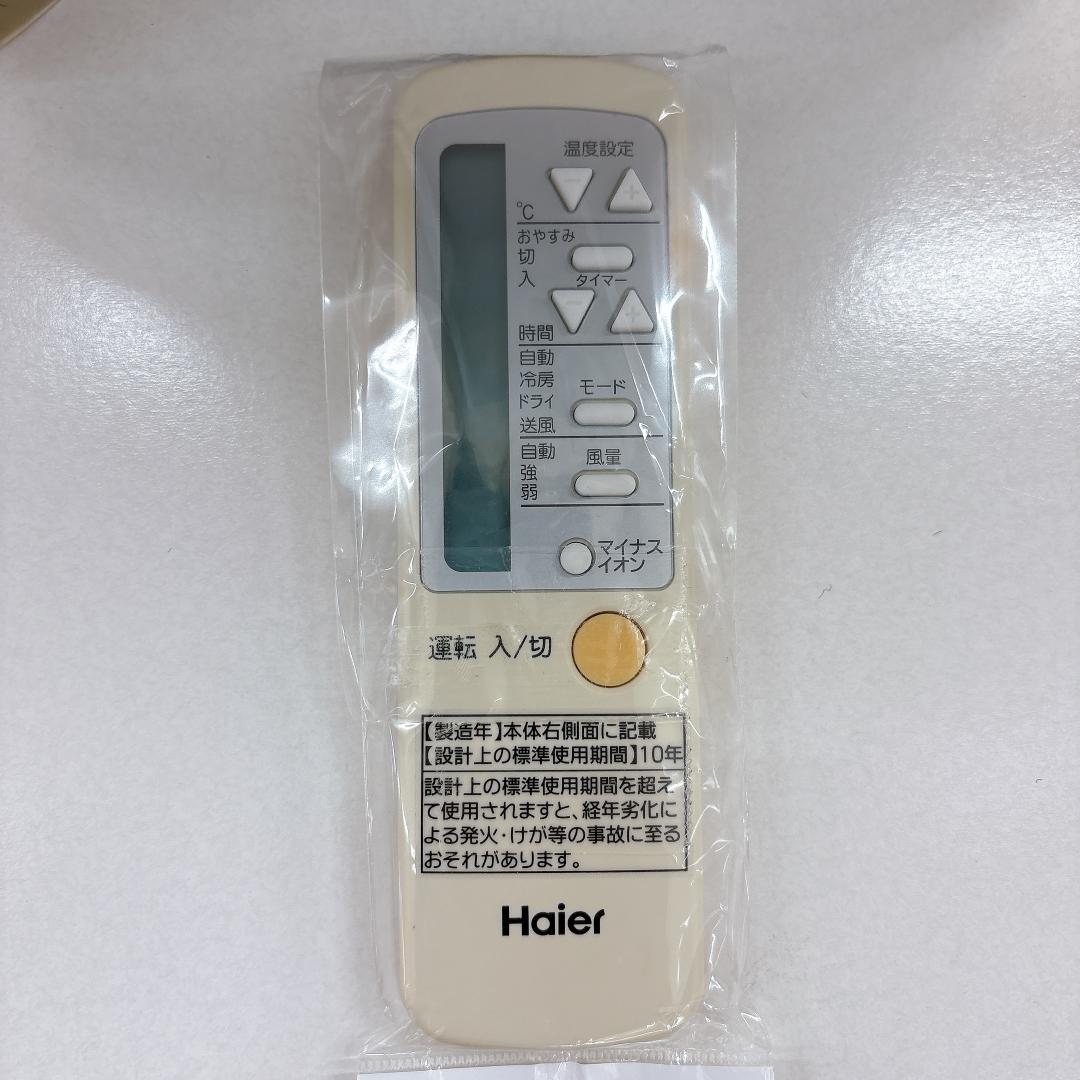 温度設定
− +
℃
おやすみ
切
入
タイマー
− +
時間
自動
冷房
モード
ドライ
送風
自動
風量
強
弱
マイナス
イオン
運転 入/切
【製造年】本体右側面に記載
【設計上の標準使用期間】10年
設計上の標準使用期間を超え
て使用されますと、経年劣化に
よる発火・けが等の事故に至る
おそれがあります。
Haier